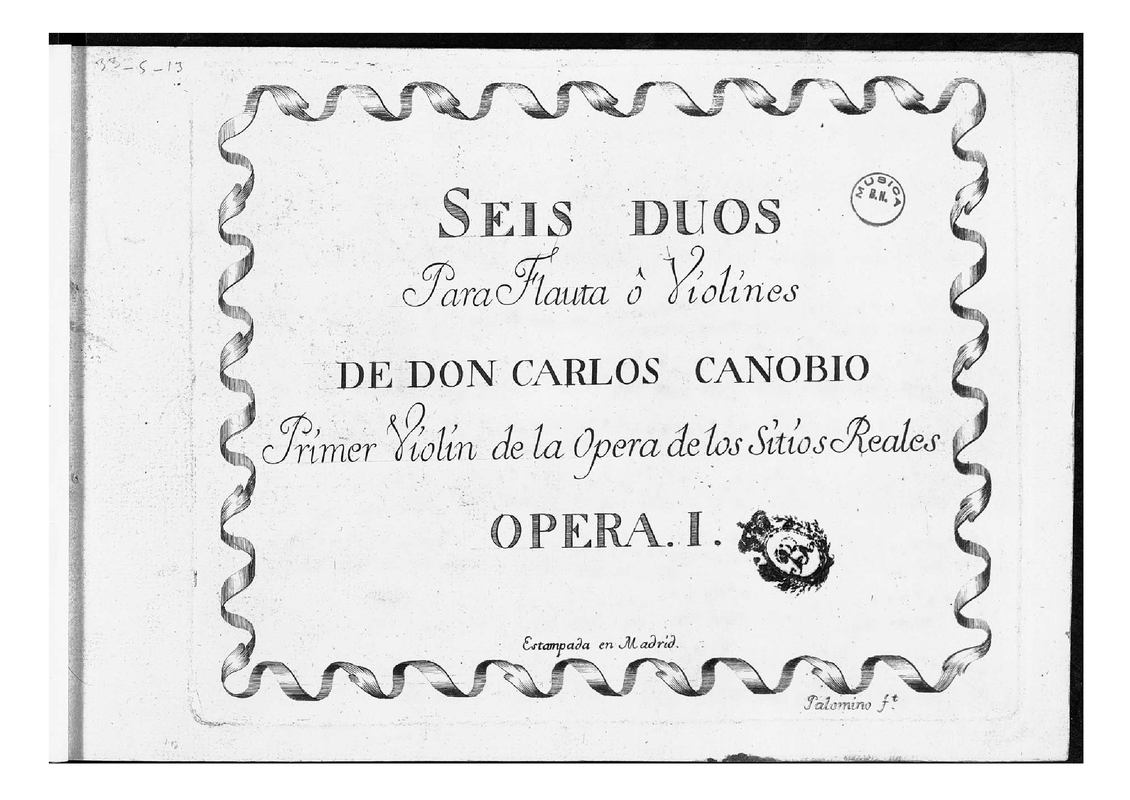 33-5-13
SEIS DUOS
MUSICA
B.N.
Para Flauta ô Violines
DE DON CARLOS CANOBIO
Primer Violin de la Opera de los Sitios Reales
OPERA. I.
Estampada en Madrid.
Palomino f.t